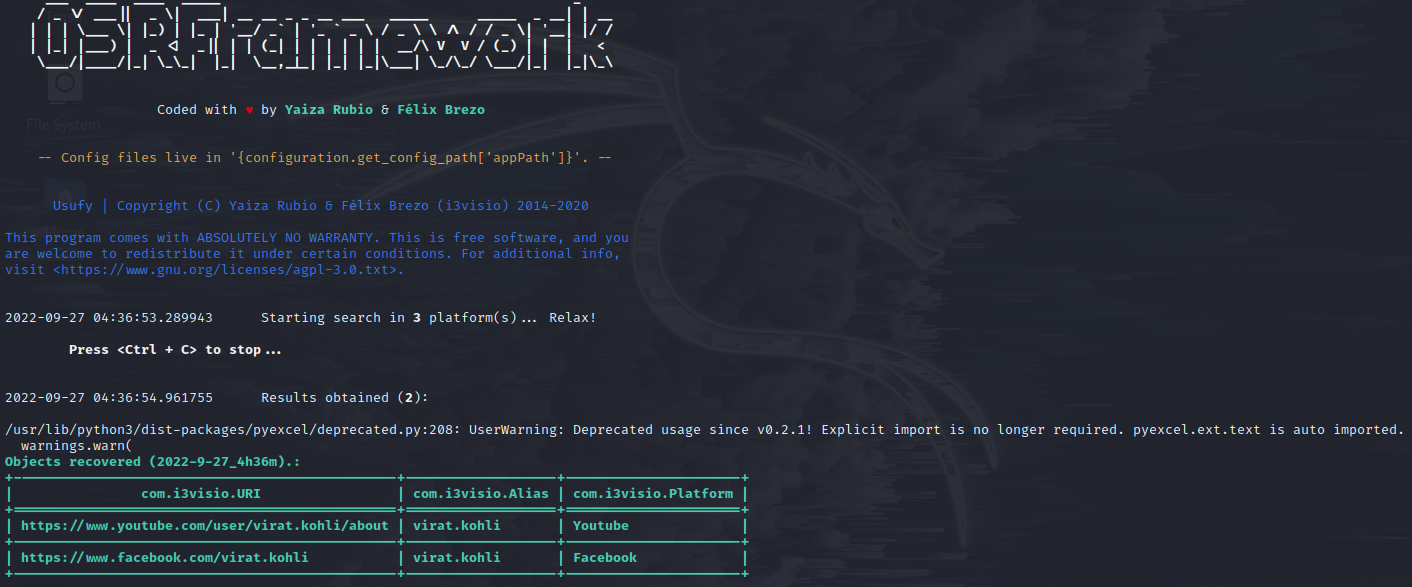 OSRFramework
Coded with ♥ by Yaiza Rubio & Félix Brezo
File System
-- Config files live in '{configuration.get_config_path['appPath']}'. --
Usufy | Copyright (C) Yaiza Rubio & Félix Brezo (i3visio) 2014-2020
This program comes with ABSOLUTELY NO WARRANTY. This is free software, and you
are welcome to redistribute it under certain conditions. For additional info,
visit <https://www.gnu.org/licenses/agpl-3.0.txt>.
2022-09-27 04:36:53.289943 Starting search in 3 platform(s)... Relax!
Press <Ctrl + C> to stop...
2022-09-27 04:36:54.961755 Results obtained (2):
/usr/lib/python3/dist-packages/pyexcel/deprecated.py:208: UserWarning: Deprecated usage since v0.2.1! Explicit import is no longer required. pyexcel.ext.text is auto imported.
warnings.warn(
Objects recovered (2022-9-27_4h36m).:
com.i3visio.URI | com.i3visio.Alias | com.i3visio.Platform
https://www.youtube.com/user/virat.kohli/about | virat.kohli | Youtube
https://www.facebook.com/virat.kohli | virat.kohli | Facebook